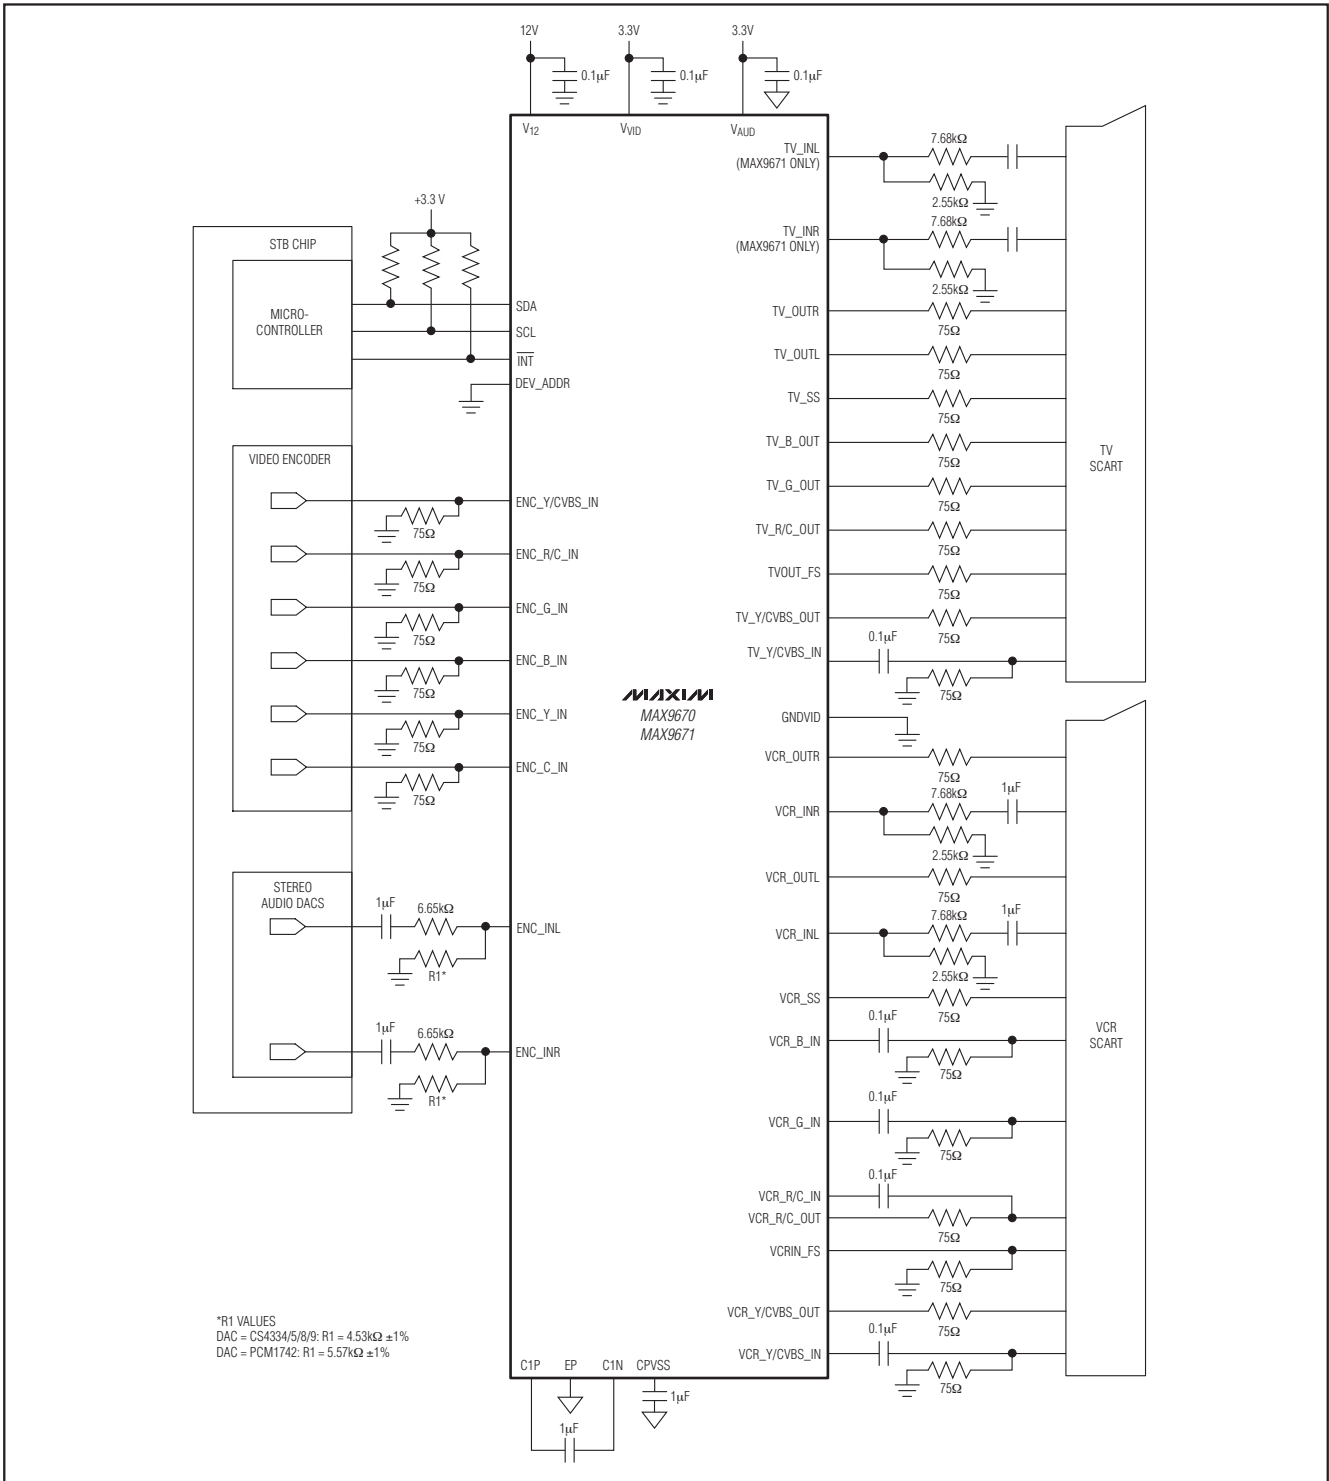 12V
3.3V
3.3V
0.1µF
0.1µF
0.1µF
V12
VVID
VAUD
+3.3 V
STB CHIP
MICRO-
CONTROLLER
SDA
SCL
INT
DEV_ADDR
VIDEO ENCODER
ENC_Y/CVBS_IN
75Ω
ENC_R/C_IN
75Ω
ENC_G_IN
75Ω
ENC_B_IN
75Ω
ENC_Y_IN
75Ω
ENC_C_IN
75Ω
STEREO
AUDIO DACS
1µF
6.65kΩ
ENC_INL
R1*
1µF
6.65kΩ
ENC_INR
R1*
MAXIM
MAX9670
MAX9671
TV_INL
(MAX9671 ONLY)
7.68kΩ
2.55kΩ
TV_INR
(MAX9671 ONLY)
7.68kΩ
2.55kΩ
TV_OUTR
75Ω
TV_OUTL
75Ω
TV_SS
75Ω
TV_B_OUT
75Ω
TV_G_OUT
75Ω
TV_R/C_OUT
75Ω
TVOUT_FS
75Ω
TV_Y/CVBS_OUT
75Ω
TV_Y/CVBS_IN
0.1µF
75Ω
TV
SCART
GNDVID
VCR_OUTR
75Ω
VCR_INR
7.68kΩ
1µF
2.55kΩ
VCR_OUTL
75Ω
VCR_INL
7.68kΩ
1µF
2.55kΩ
VCR_SS
75Ω
VCR_B_IN
0.1µF
75Ω
VCR_G_IN
0.1µF
75Ω
VCR_R/C_IN
0.1µF
VCR_R/C_OUT
75Ω
VCRIN_FS
75Ω
VCR_Y/CVBS_OUT
75Ω
VCR_Y/CVBS_IN
0.1µF
75Ω
VCR
SCART
C1P
EP
C1N
CPVSS
1µF
1µF
*R1 VALUES
DAC = CS4334/5/8/9: R1 = 4.53kΩ ±1%
DAC = PCM1742: R1 = 5.57kΩ ±1%